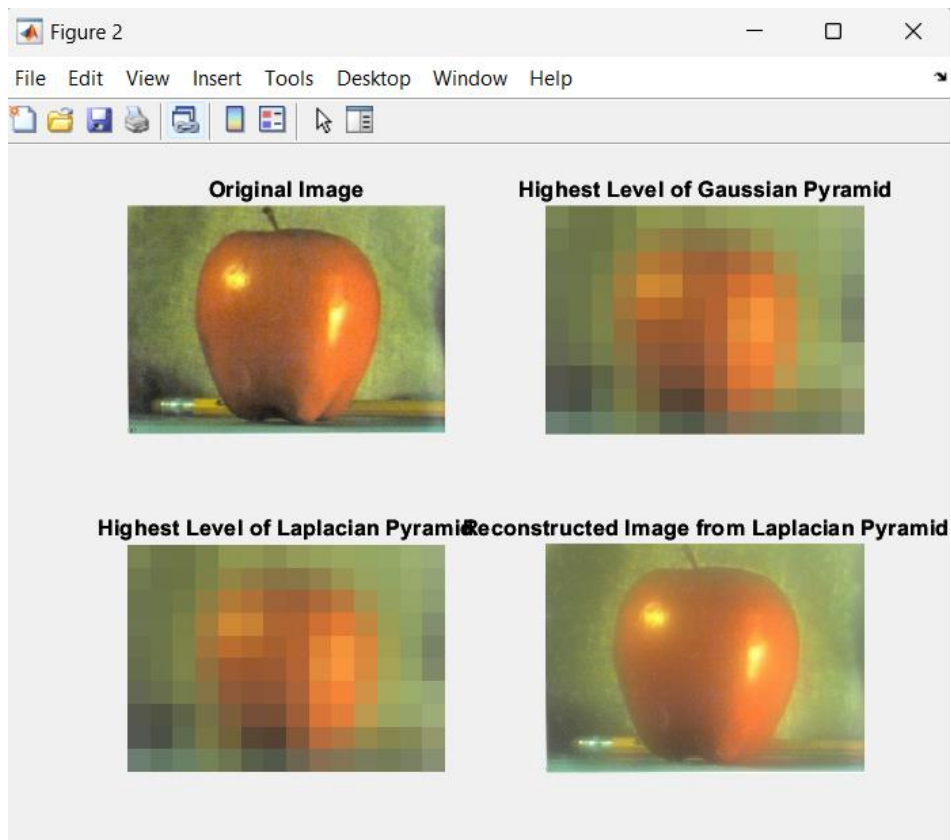 Figure 2
File Edit View Insert Tools Desktop Window Help
Original Image
Highest Level of Gaussian Pyramid
Highest Level of Laplacian Pyramid
Reconstructed Image from Laplacian Pyramid